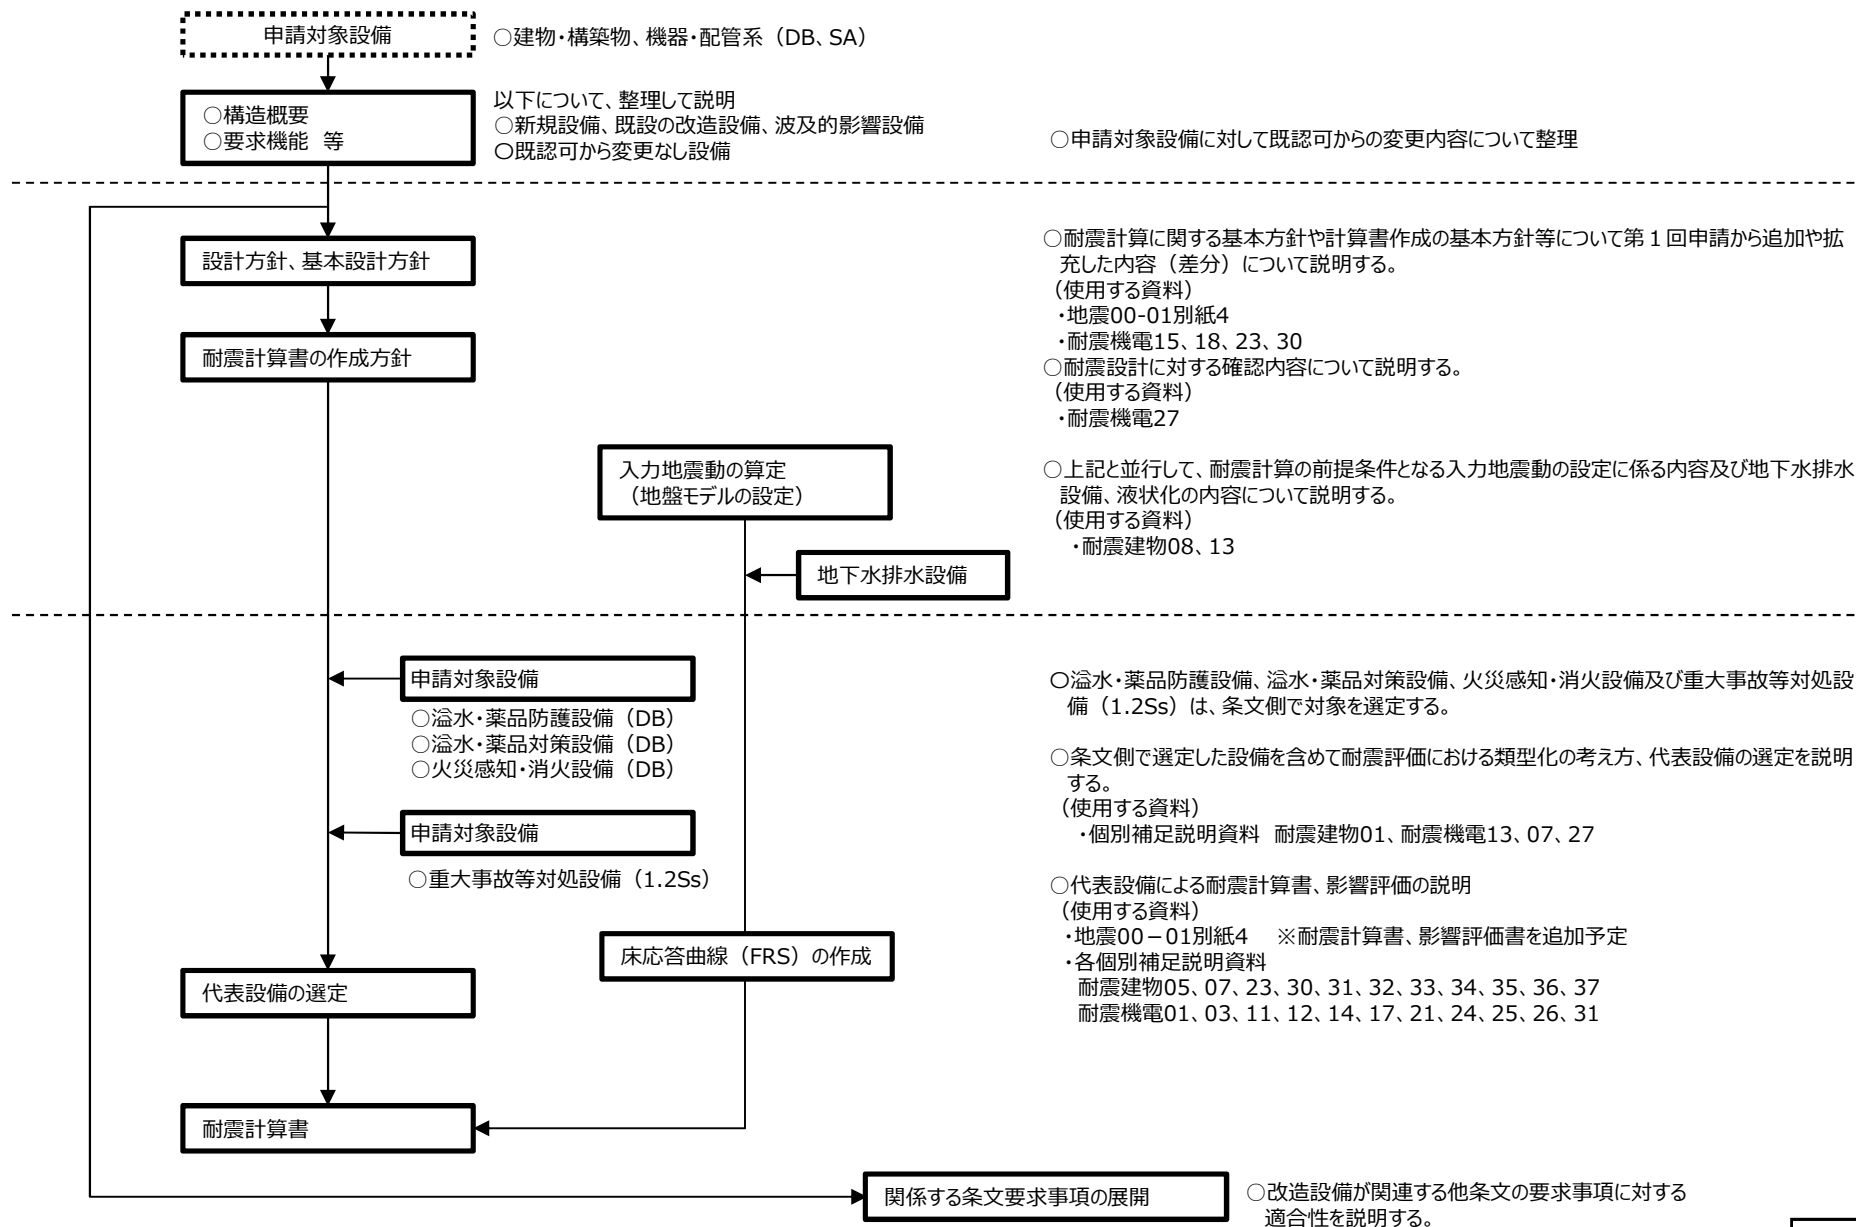 申請対象設備
○建物・構築物、機器・配管系（DB、SA）
○構造概要
○要求機能　等
以下について、整理して説明
○新規設備、既設の改造設備、波及的影響設備
〇既認可から変更なし設備
○申請対象設備に対して既認可からの変更内容について整理
設計方針、基本設計方針
耐震計算書の作成方針
○耐震計算に関する基本方針や計算書作成の基本方針等について第１回申請から追加や拡
充した内容（差分）について説明する。
（使用する資料）
・地震00-01別紙4
・耐震機電15、18、23、30
○耐震設計に対する確認内容について説明する。
（使用する資料）
・耐震機電27
入力地震動の算定
（地盤モデルの設定）
○上記と並行して、耐震計算の前提条件となる入力地震動の設定に係る内容及び地下水排水
設備、液状化の内容について説明する。
（使用する資料）
・耐震建物08、13
地下水排水設備
申請対象設備
○溢水・薬品防護設備（DB）
○溢水・薬品対策設備（DB）
○火災感知・消火設備（DB）
〇溢水・薬品防護設備、溢水・薬品対策設備、火災感知・消火設備及び重大事故等対処設
備（1.2Ss）は、条文側で対象を選定する。
○条文側で選定した設備を含めて耐震評価における類型化の考え方、代表設備の選定を説明
する。
（使用する資料）
・個別補足説明資料　耐震建物01、耐震機電13、07、27
申請対象設備
○重大事故等対処設備（1.2Ss）
○代表設備による耐震計算書、影響評価の説明
（使用する資料）
・地震00－01別紙4　※耐震計算書、影響評価書を追加予定
・各個別補足説明資料
耐震建物05、07、23、30、31、32、33、34、35、36、37
耐震機電01、03、11、12、14、17、21、24、25、26、31
床応答曲線（FRS）の作成
代表設備の選定
耐震計算書
関係する条文要求事項の展開
○改造設備が関連する他条文の要求事項に対する
適合性を説明する。